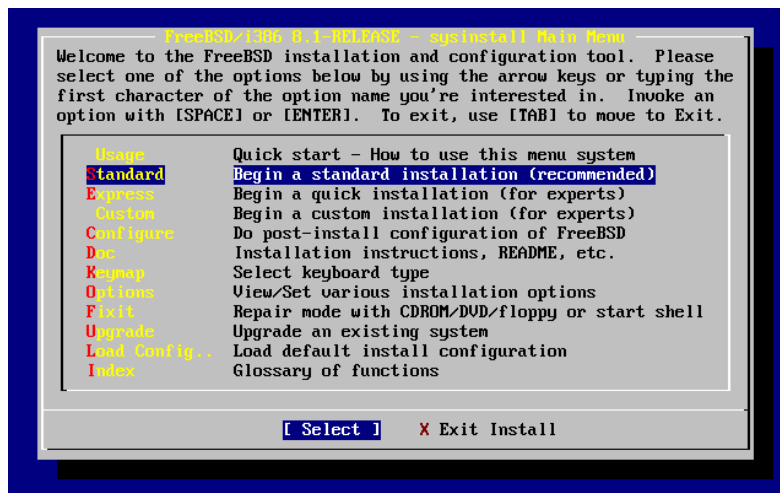 FreeBSD/i386 8.1-RELEASE - sysinstall Main Menu
Welcome to the FreeBSD installation and configuration tool.  Please
select one of the options below by using the arrow keys or typing the
first character of the option name you're interested in.  Invoke an
option with [SPACE] or [ENTER].  To exit, use [TAB] to move to Exit.
Usage Quick start - How to use this menu system
Standard Begin a standard installation (recommended)
Express Begin a quick installation (for experts)
Custom Begin a custom installation (for experts)
Configure Do post-install configuration of FreeBSD
Doc Installation instructions, README, etc.
Keymap Select keyboard type
Options View/Set various installation options
Fixit Repair mode with CDROM/DVD/floppy or start shell
Upgrade Upgrade an existing system
Load Config.. Load default install configuration
Index Glossary of functions
[ Select ] X Exit Install